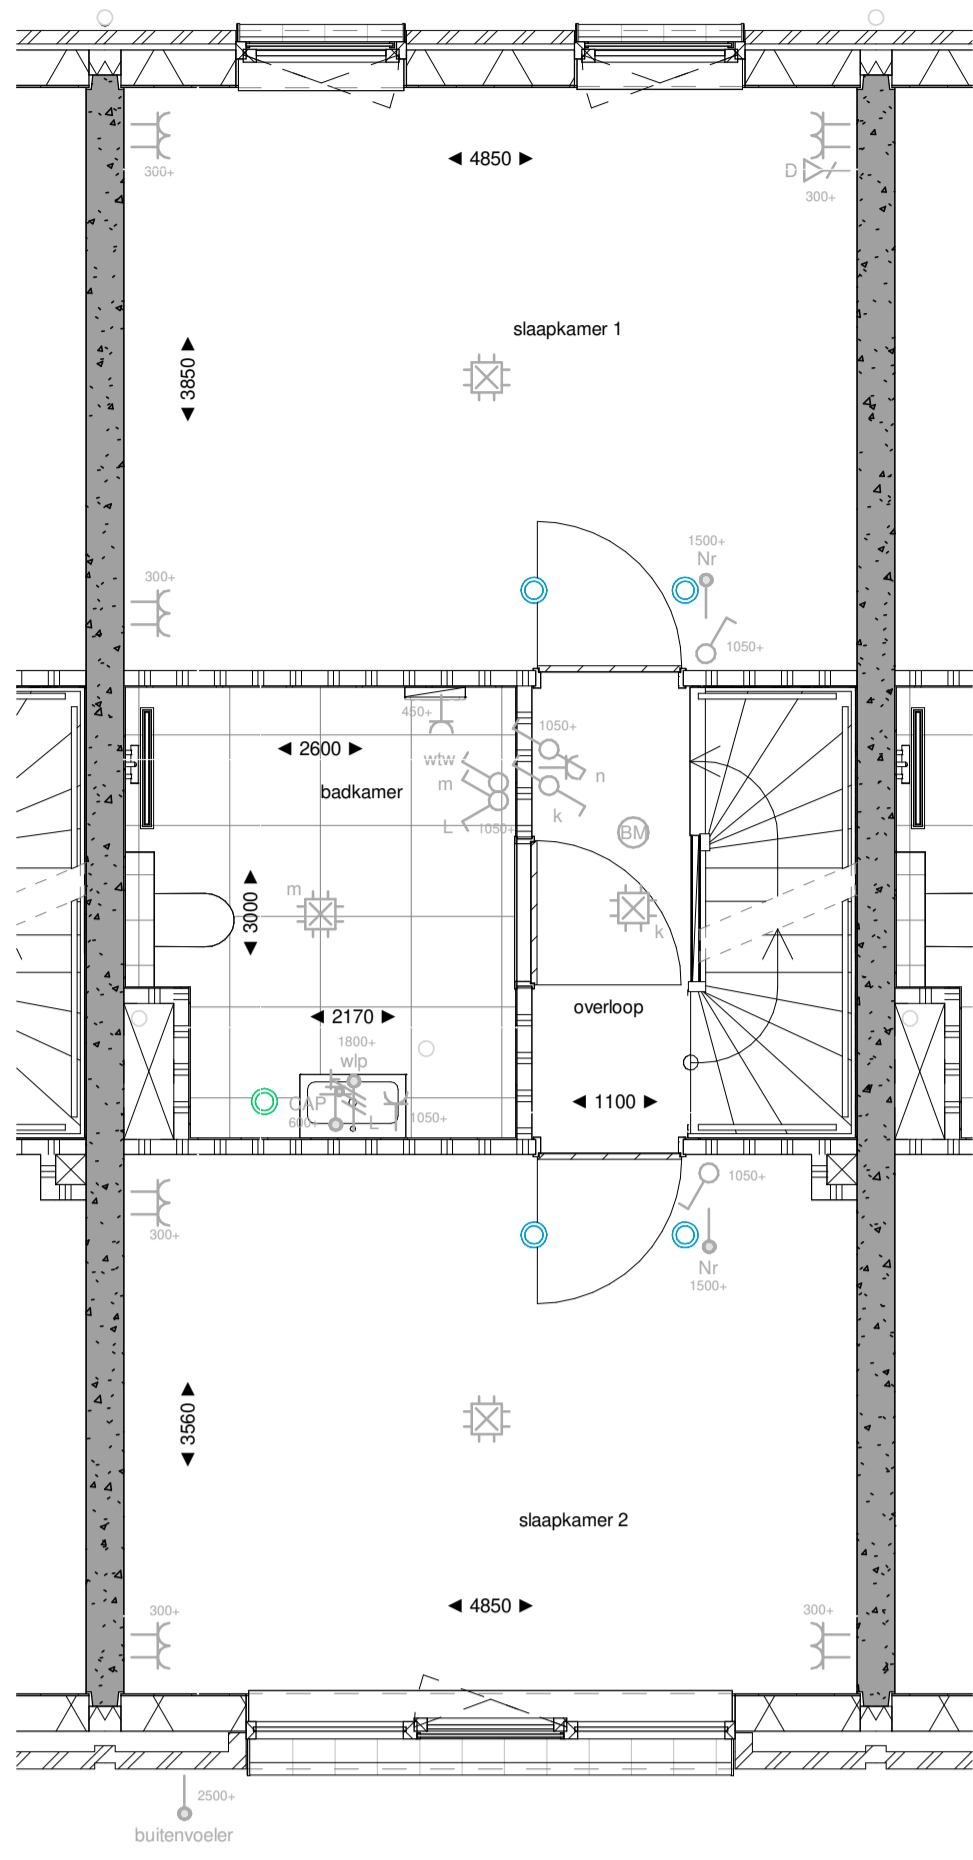 4850
300+
D
300+
slaapkamer 1
3850
1500+
Nr
300+
1050+
450+
1050+
2600
wtw
n
m
badkamer
k
L
1050+
BM
m
3000
k
overloop
2170
1800+
wlp
1100
CAP
1050+
600+
L
1050+
300+
Nr
1500+
3560
slaapkamer 2
4850
300+
300+
2500+
buitenvoeler